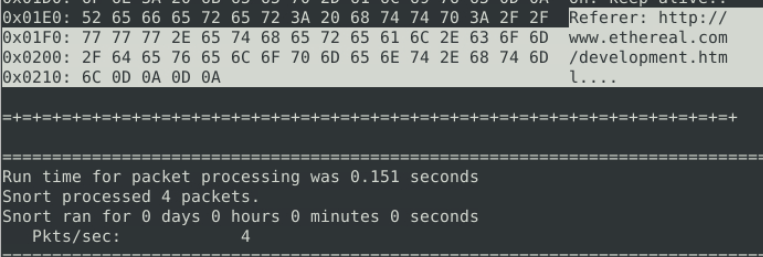 0x01E0: 52 65 66 65 72 65 72 3A 20 68 74 74 70 3A 2F 2F  Referer: http://
0x01F0: 77 77 77 2E 65 74 68 65 72 65 61 6C 2E 63 6F 6D  www.ethereal.com
0x0200: 2F 64 65 76 65 6C 6F 70 6D 65 6E 74 2E 68 74 6D  /development.htm
0x0210: 6C 0D 0A 0D 0A                                   l....
=+=+=+=+=+=+=+=+=+=+=+=+=+=+=+=+=+=+=+=+=+=+=+=+=+=+=+=+=+=+=+=+=+=+=+=+=+
===============================================================================
Run time for packet processing was 0.151 seconds
Snort processed 4 packets.
Snort ran for 0 days 0 hours 0 minutes 0 seconds
   Pkts/sec:            4
===============================================================================